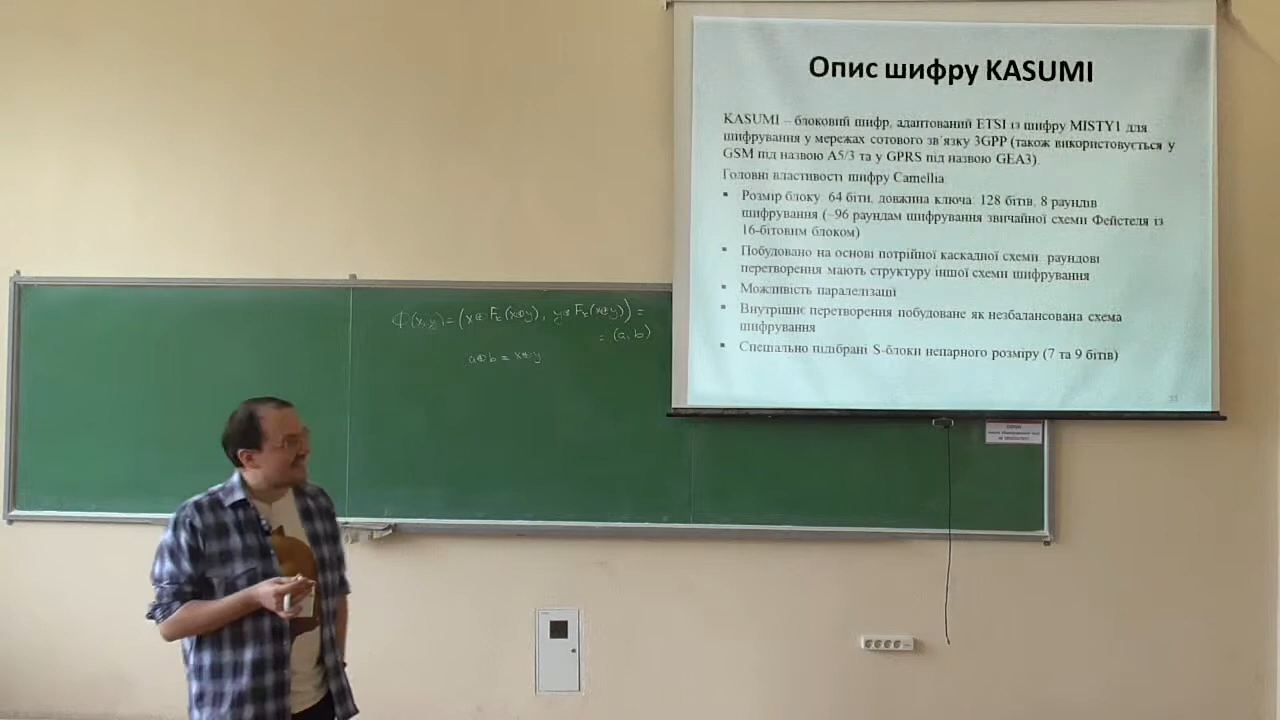 Опис шифру KASUMI
KASUMI – блоковий шифр, адаптований ETSI із шифру MISTY1 для
шифрування у мережах сотового зв'язку 3GPP (також використовується у
GSM під назвою A5/3 та у GPRS під назвою GEA3).
Головні властивості шифру Camellia
▪ Розмір блоку 64 біти, довжина ключа 128 бітів, 8 раундів
шифрування (~96 раундам шифрування звичайної схеми Фейстеля із
16-бітовим блоком)
▪ Побудовано на основі потрійної каскадної схеми: раундові
перетворення мають структуру іншої схеми шифрування
▪ Можливість паралелізації
▪ Внутрішнє перетворення побудоване як незбалансована схема
шифрування
▪ Спеціально підібрані S-блоки непарного розміру (7 та 9 бітів)
Φ(x,y)=(x⊕F_k(x⊕y), y⊕F_k(x⊕y))=
= (a,b)
a⊕b = x⊕y